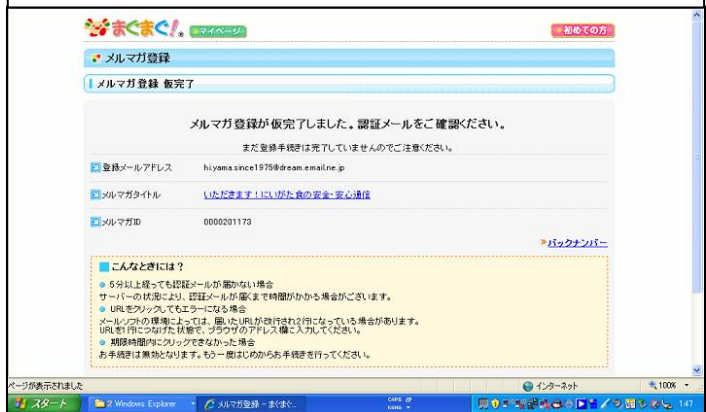 まぐまぐ!® マイページ 初めての方
メルマガ登録
メルマガ登録 仮完了
メルマガ登録が仮完了しました。認証メールをご確認ください。
まだ登録手続きは完了していませんのでご注意ください。
登録メールアドレス hi.yama.since1975@dream.email.ne.jp
メルマガタイトル いただきます!にいがた食の安全・安心通信
メルマガID 0000201173
バックナンバー
こんなときには?
5分以上経っても認証メールが届かない場合
サーバーの状況により、認証メールが届くまで時間がかかる場合がございます。
URLをクリックしてもエラーになる場合
メールソフトの環境によっては、届いたURLが改行され2行になっている場合があります。
URLを1行につなげた状態で、ブラウザのアドレス欄に入力してください。
期限時間内にクリックできなかった場合
お手続きは無効となります。もう一度はじめからお手続きを行ってください。
ページが表示されました インターネット 100%
スタート 2 Windows Explorer メルマガ登録 - まぐまぐ... CAPS KANA 1:47